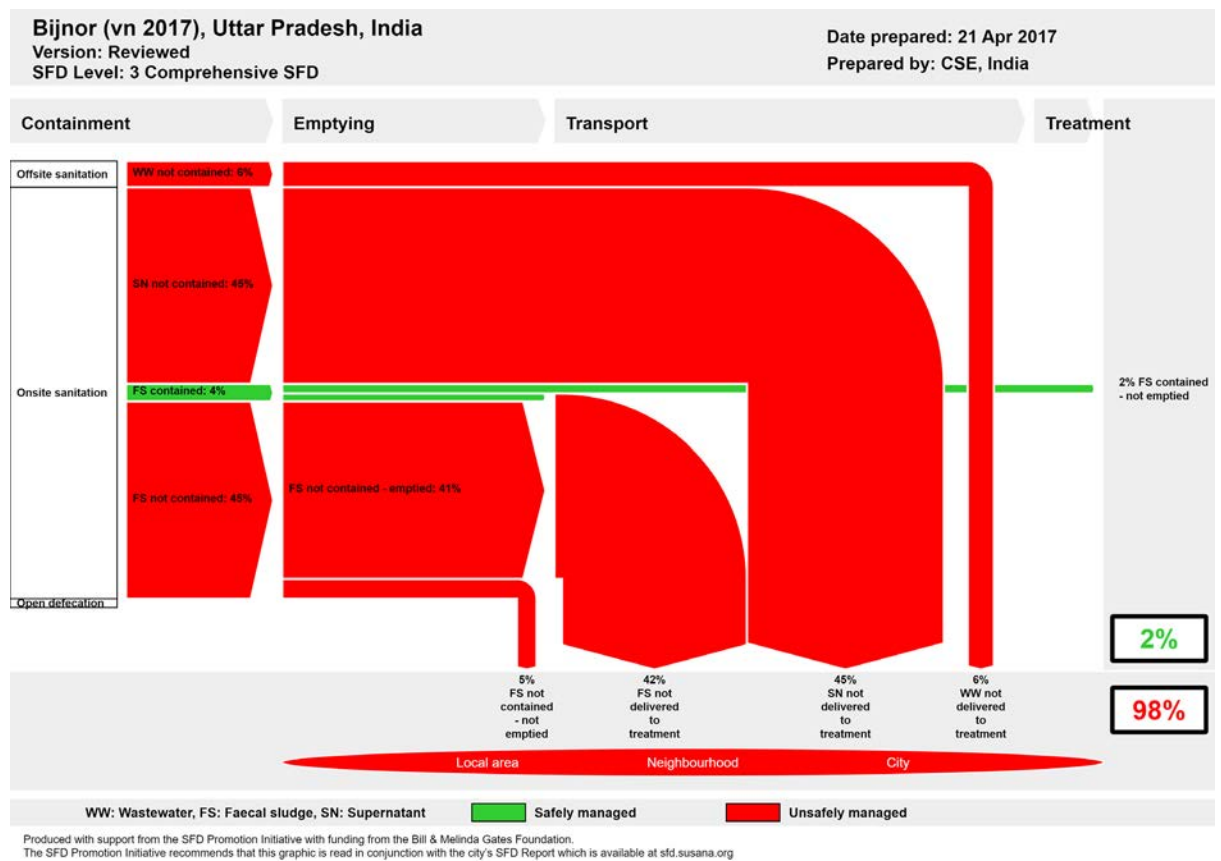 Bijnor (vn 2017), Uttar Pradesh, India
Version: Reviewed
SFD Level: 3 Comprehensive SFD
Date prepared: 21 Apr 2017
Prepared by: CSE, India
Containment
Emptying
Transport
Treatment
Offsite sanitation
WW not contained: 6%
SN not contained: 45%
Onsite sanitation
FS contained: 4%
2% FS contained
- not emptied
FS not contained: 45%
FS not contained - emptied: 41%
Open defecation
2%
5%
FS not
contained
- not
emptied
42%
FS not
delivered
to
treatment
45%
SN not
delivered
to
treatment
6%
WW not
delivered
to
treatment
98%
Local area
Neighbourhood
City
WW: Wastewater, FS: Faecal sludge, SN: Supernatant
Safely managed
Unsafely managed
Produced with support from the SFD Promotion Initiative with funding from the Bill & Melinda Gates Foundation.
The SFD Promotion Initiative recommends that this graphic is read in conjunction with the city's SFD Report which is available at sfd.susana.org